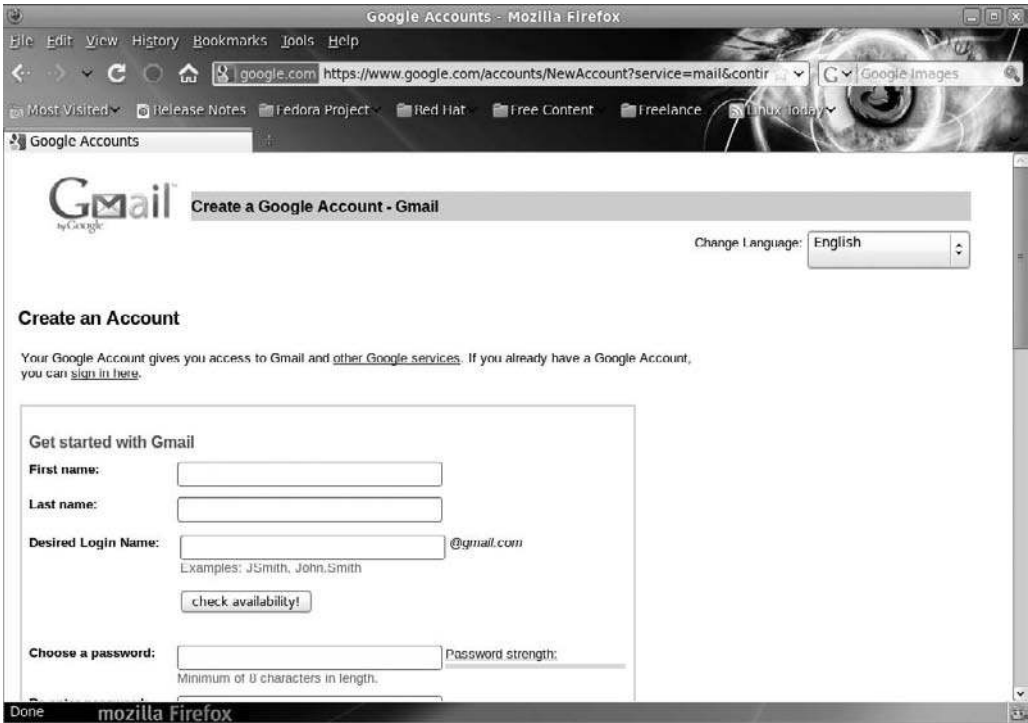 Google Accounts - Mozilla Firefox
File Edit View History Bookmarks Tools Help
google.com https://www.google.com/accounts/NewAccount?service=mail&contir
G Google Images
Most Visited Release Notes Fedora Project Red Hat Free Content Freelance Linux Today
Google Accounts
Gmail™
by Google
Create a Google Account - Gmail
Change Language: English
Create an Account
Your Google Account gives you access to Gmail and other Google services. If you already have a Google Account,
you can sign in here.
Get started with Gmail
First name:
Last name:
Desired Login Name: @gmail.com
Examples: JSmith, John.Smith
check availability!
Choose a password: Password strength:
Minimum of 8 characters in length.
Done mozilla Firefox